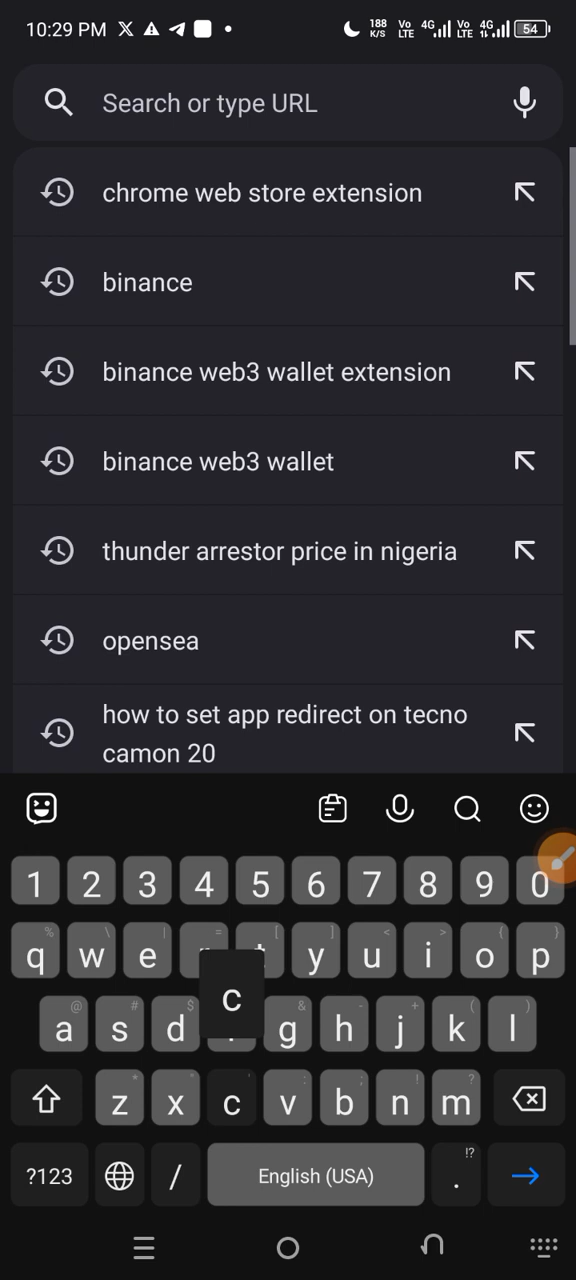 10:29 PM
188 K/S Vo LTE 4G Vo LTE 4G 54
Search or type URL
chrome web store extension
binance
binance web3 wallet extension
binance web3 wallet
thunder arrestor price in nigeria
opensea
how to set app redirect on tecno
camon 20
1 2 3 4 5 6 7 8 9 0
% \ | = [ ] < > { }
q w e t y u i o p
@ # $ & - + ( )
a s d c g h j k l
* " ' : ; ! ?
z x c v b n m
!?
?123 / English (USA) .